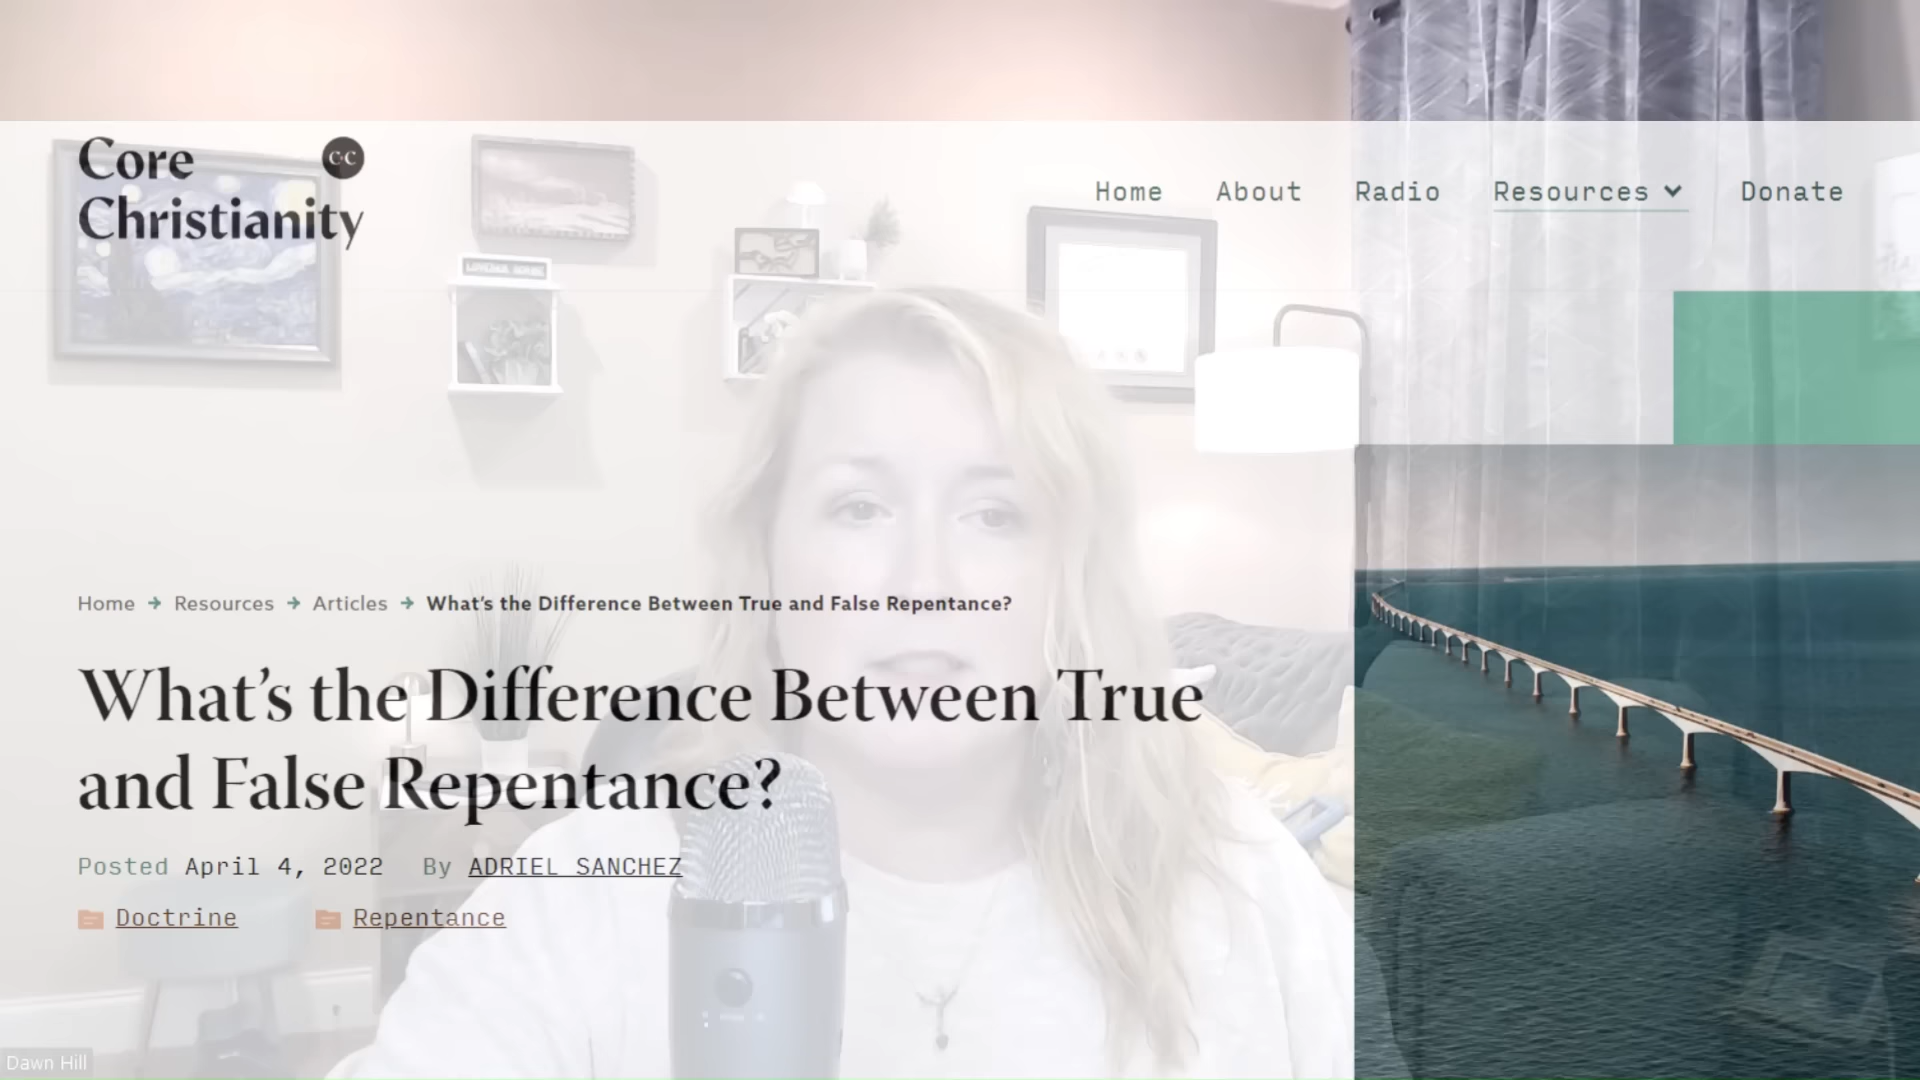 Core
Christianity
C·C
Home About Radio Resources Donate
Home → Resources → Articles → What's the Difference Between True and False Repentance?
What's the Difference Between True
and False Repentance?
Posted April 4, 2022 By ADRIEL SANCHEZ
Doctrine Repentance
Dawn Hill